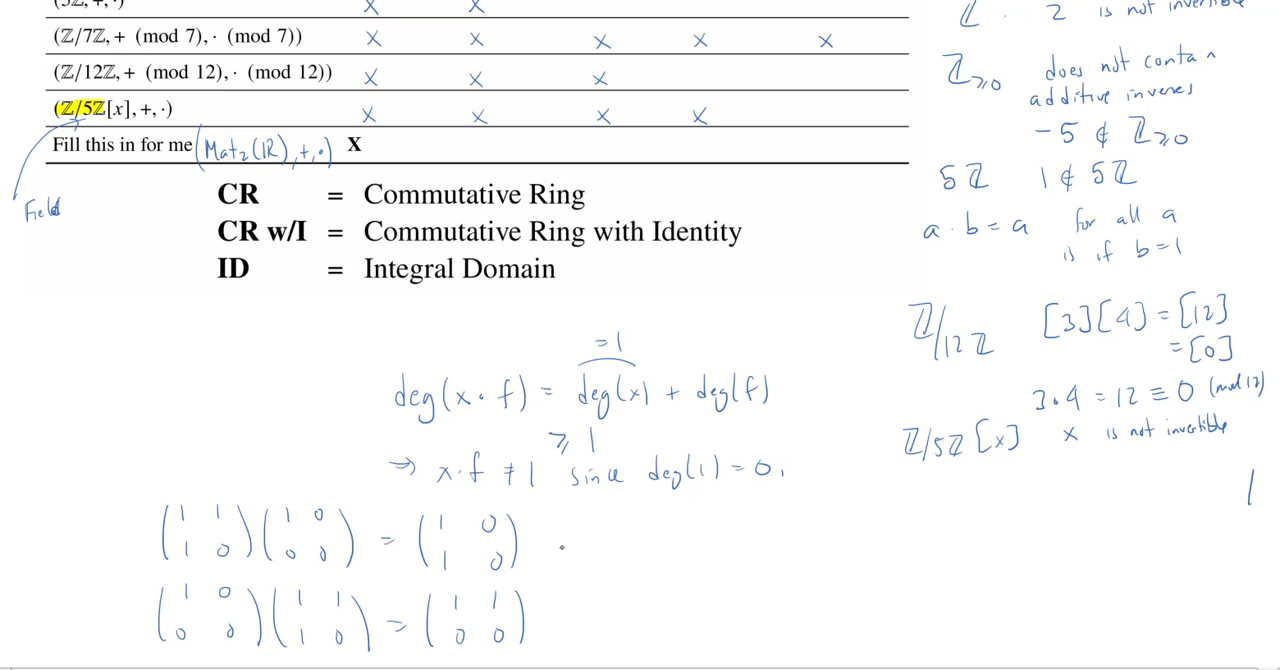 (5ℤ, +, ·) X X
(ℤ/7ℤ, + (mod 7), · (mod 7)) X X X X X
(ℤ/12ℤ, + (mod 12), · (mod 12)) X X X
(ℤ/5ℤ[x], +, ·) X X X X
Fill this in for me (Mat₂(ℝ), +, ·) X
Field
CR = Commutative Ring
CR w/I = Commutative Ring with Identity
ID = Integral Domain
ℤ · 2 is not invertible
ℤ≥0 does not contain
additive inverses
-5 ∉ ℤ≥0
5ℤ 1 ∉ 5ℤ
a · b = a for all a
is if b=1
ℤ/12ℤ [3][4] = [12]
= [0]
3·4 = 12 ≡ 0 (mod 12)
ℤ/5ℤ [x] x is not invertible
= 1
deg(x · f) = deg(x) + deg(f)
≥ 1
⇒ x·f ≠ 1 since deg(1) = 0.
(1 1) (1 0) = (1 0)
(1 0) (0 0) (1 0)
(1 0) (1 1) = (1 1)
(0 0) (1 0) (0 0)